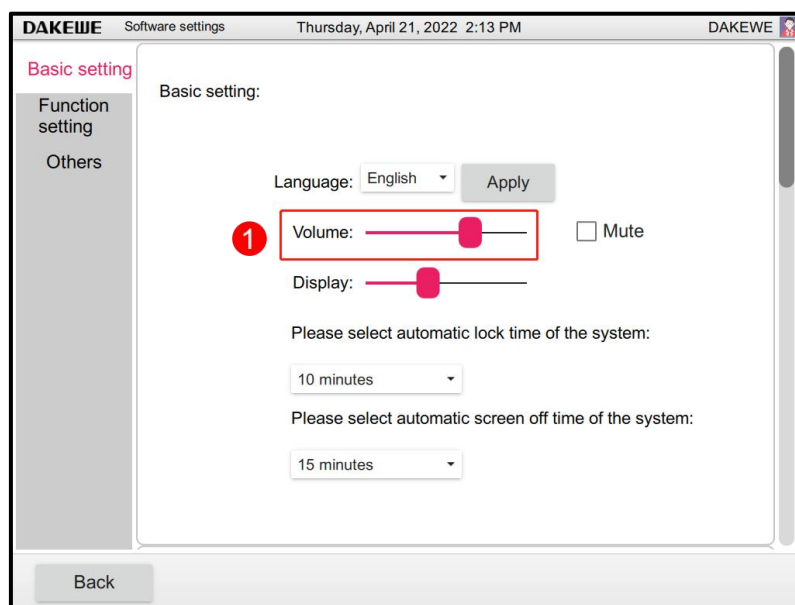 DAKEWE Software settings Thursday, April 21, 2022 2:13 PM DAKEWE
Basic setting
Function
setting
Others
Basic setting:
Language: English Apply
1 Volume: Mute
Display:
Please select automatic lock time of the system:
10 minutes
Please select automatic screen off time of the system:
15 minutes
Back